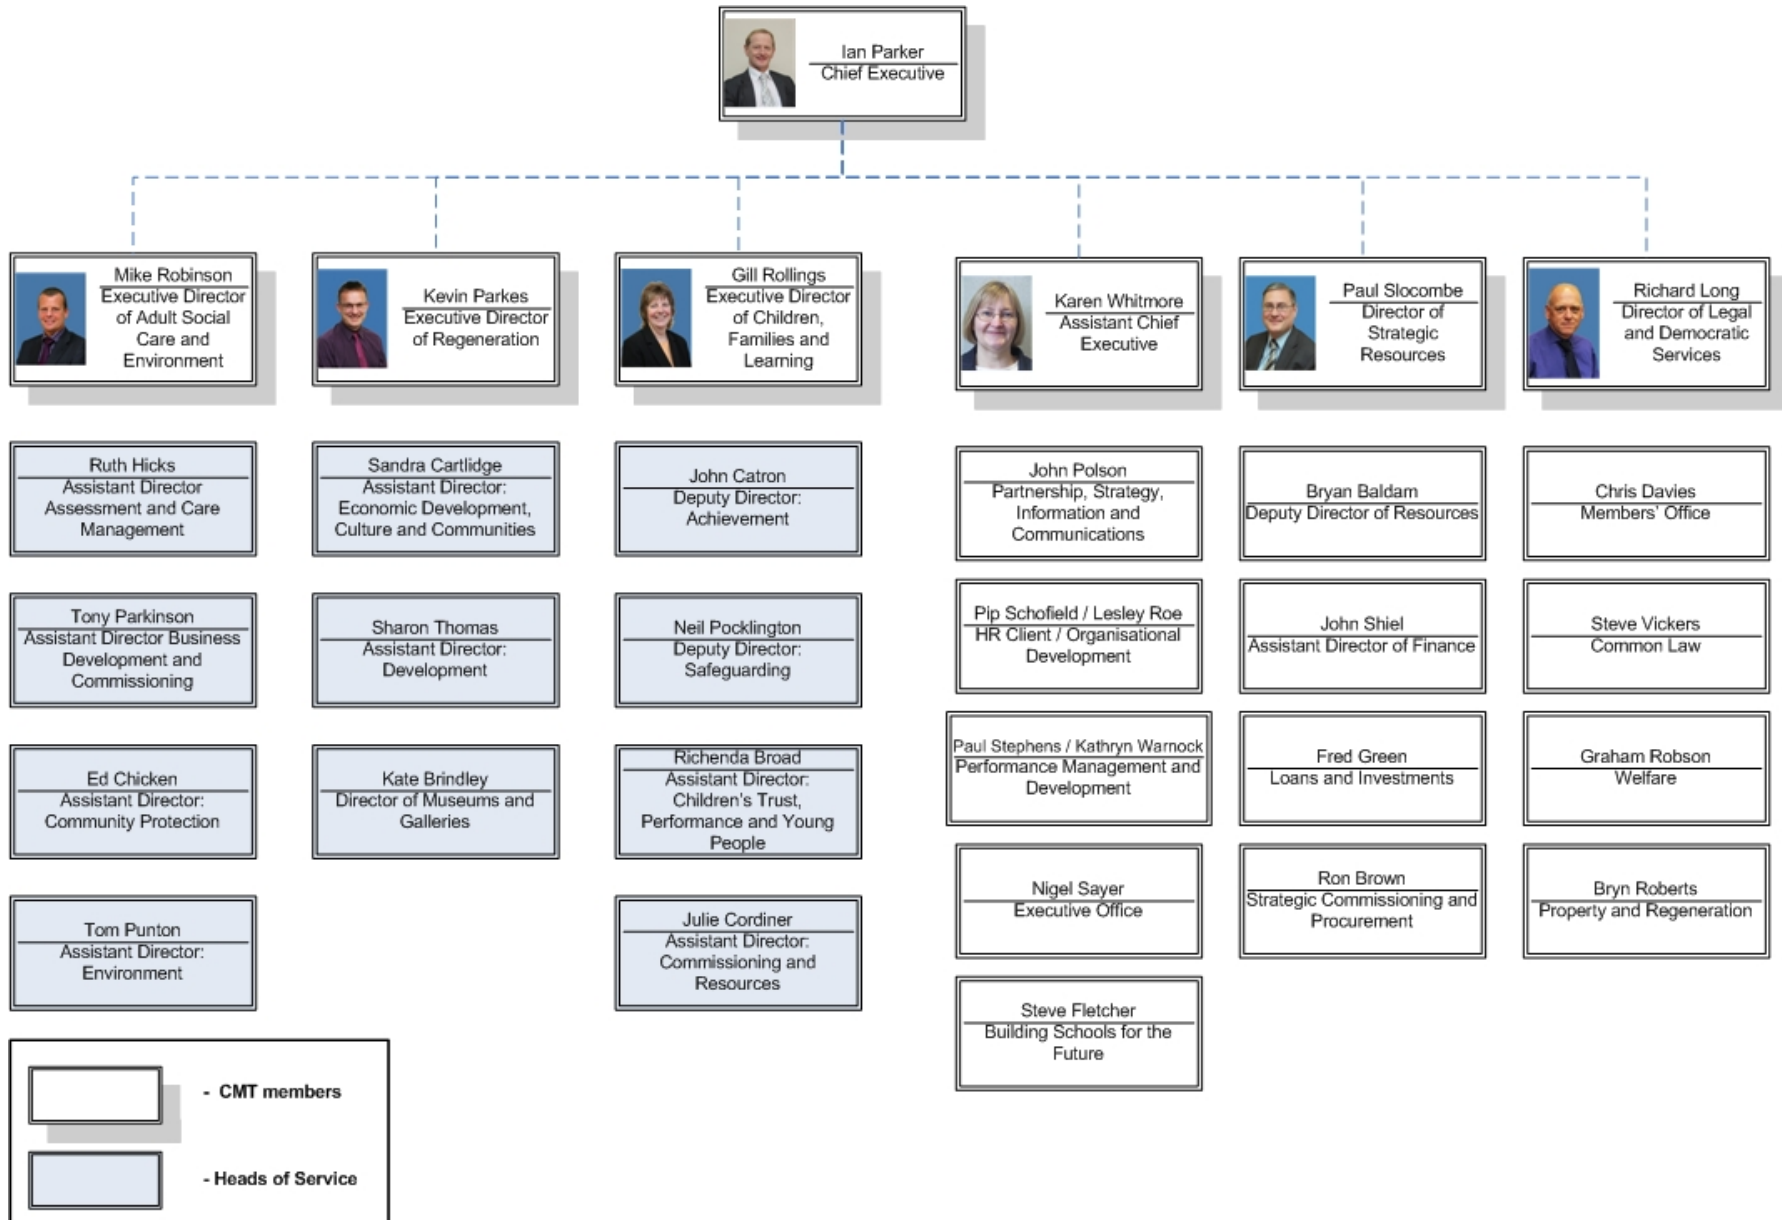 Ian Parker
Chief Executive
Mike Robinson
Executive Director
of Adult Social
Care and
Environment
Kevin Parkes
Executive Director
of Regeneration
Gill Rollings
Executive Director
of Children,
Families and
Learning
Karen Whitmore
Assistant Chief
Executive
Paul Slocombe
Director of
Strategic
Resources
Richard Long
Director of Legal
and Democratic
Services
Ruth Hicks
Assistant Director
Assessment and Care
Management
Tony Parkinson
Assistant Director Business
Development and
Commissioning
Ed Chicken
Assistant Director:
Community Protection
Tom Punton
Assistant Director:
Environment
Sandra Cartlidge
Assistant Director:
Economic Development,
Culture and Communities
Sharon Thomas
Assistant Director:
Development
Kate Brindley
Director of Museums and
Galleries
John Catron
Deputy Director:
Achievement
Neil Pocklington
Deputy Director:
Safeguarding
Richenda Broad
Assistant Director:
Children's Trust,
Performance and Young
People
Julie Cordiner
Assistant Director:
Commissioning and
Resources
John Polson
Partnership, Strategy,
Information and
Communications
Pip Schofield / Lesley Roe
HR Client / Organisational
Development
Paul Stephens / Kathryn Warnock
Performance Management and
Development
Nigel Sayer
Executive Office
Steve Fletcher
Building Schools for the
Future
Bryan Baldam
Deputy Director of Resources
John Shiel
Assistant Director of Finance
Fred Green
Loans and Investments
Ron Brown
Strategic Commissioning and
Procurement
Chris Davies
Members' Office
Steve Vickers
Common Law
Graham Robson
Welfare
Bryn Roberts
Property and Regeneration
- CMT members
- Heads of Service